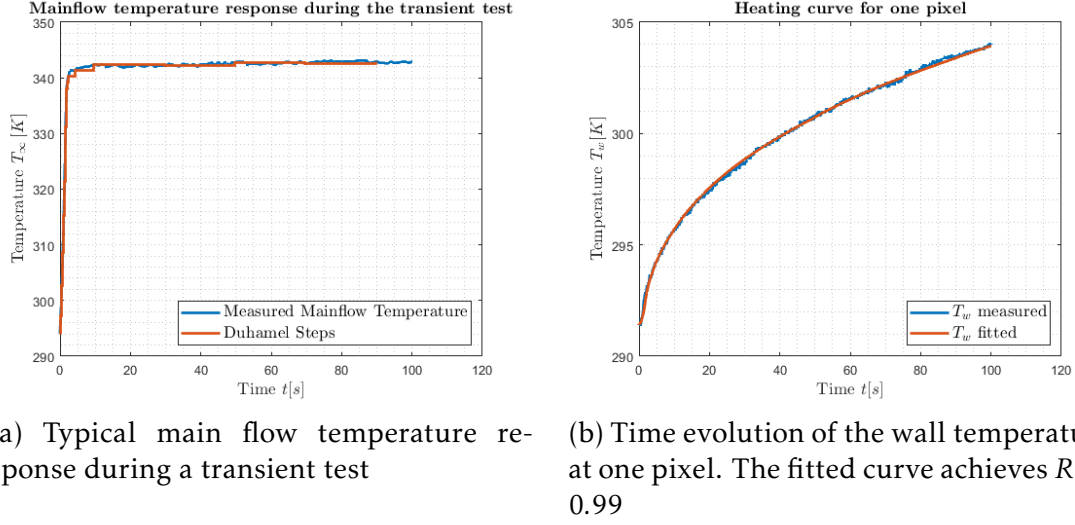 Mainflow temperature response during the transient test
350
340
330
320
310
300
290
0 20 40 60 80 100 120
Temperature T∞ [K]
Time t[s]
Measured Mainflow Temperature
Duhamel Steps
Heating curve for one pixel
305
300
295
290
0 20 40 60 80 100 120
Temperature T_w[K]
Time t[s]
T_w measured
T_w fitted
a) Typical main flow temperature re-
ponse during a transient test
(b) Time evolution of the wall temperatu
at one pixel. The fitted curve achieves R
0.99